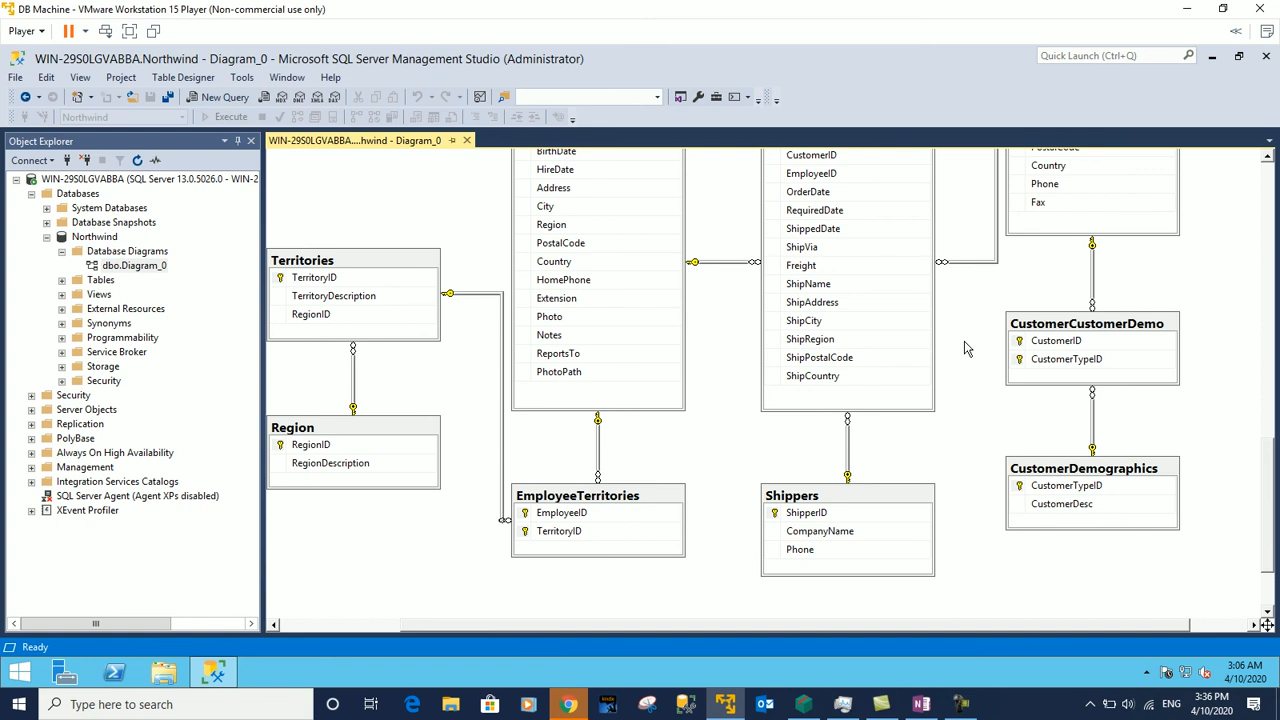 DB Machine - VMware Workstation 15 Player (Non-commercial use only)
Player
WIN-29S0LGVABBA.Northwind - Diagram_0 - Microsoft SQL Server Management Studio (Administrator)
Quick Launch (Ctrl+Q)
File Edit View Project Table Designer Tools Window Help
New Query
Northwind Execute
Object Explorer
WIN-29S0LGVABBA....hwind - Diagram_0
Connect
WIN-29S0LGVABBA (SQL Server 13.0.5026.0 - WIN-2
Databases
System Databases
Database Snapshots
Northwind
Database Diagrams
dbo.Diagram_0
Tables
Views
External Resources
Synonyms
Programmability
Service Broker
Storage
Security
Security
Server Objects
Replication
PolyBase
Always On High Availability
Management
Integration Services Catalogs
SQL Server Agent (Agent XPs disabled)
XEvent Profiler
Territories
TerritoryID
TerritoryDescription
RegionID
Region
RegionID
RegionDescription
BirthDate
HireDate
Address
City
Region
PostalCode
Country
HomePhone
Extension
Photo
Notes
ReportsTo
PhotoPath
EmployeeTerritories
EmployeeID
TerritoryID
CustomerID
EmployeeID
OrderDate
RequiredDate
ShippedDate
ShipVia
Freight
ShipName
ShipAddress
ShipCity
ShipRegion
ShipPostalCode
ShipCountry
Shippers
ShipperID
CompanyName
Phone
PostalCode
Country
Phone
Fax
CustomerCustomerDemo
CustomerID
CustomerTypeID
CustomerDemographics
CustomerTypeID
CustomerDesc
Ready
3:06 AM
4/10/2020
Type here to search
ENG
3:36 PM
4/10/2020